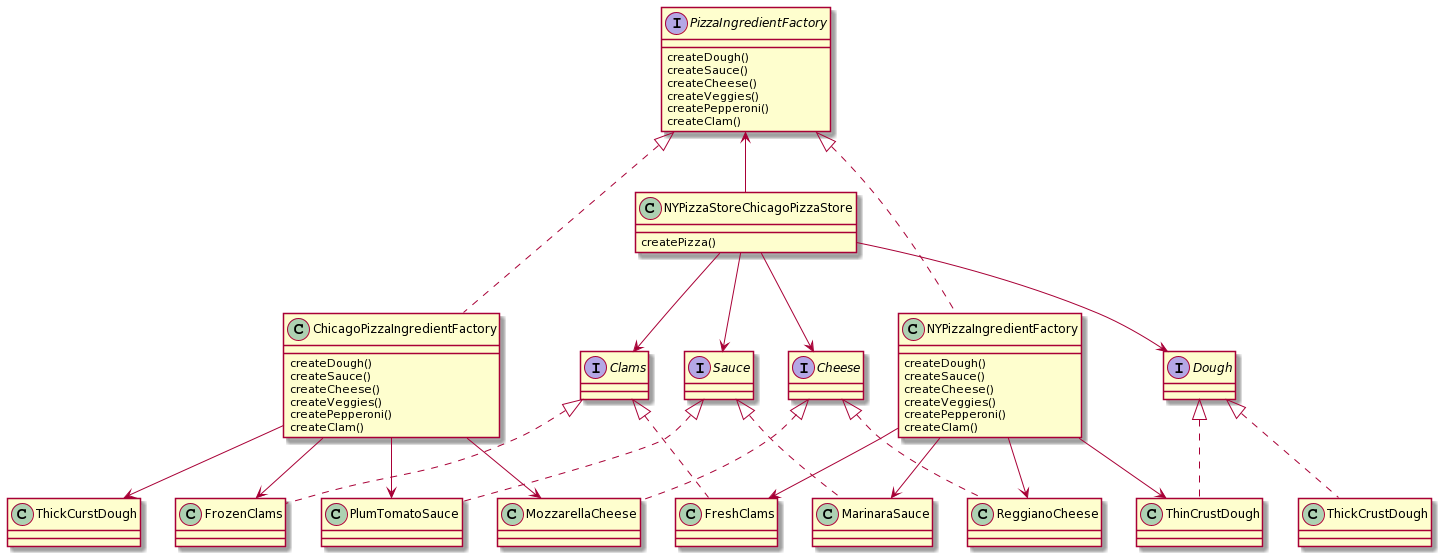 I PizzaIngredientFactory
createDough()
createSauce()
createCheese()
createVeggies()
createPepperoni()
createClam()
C NYPizzaStoreChicagoPizzaStore
createPizza()
C ChicagoPizzaIngredientFactory
createDough()
createSauce()
createCheese()
createVeggies()
createPepperoni()
createClam()
I Clams
I Sauce
I Cheese
C NYPizzaIngredientFactory
createDough()
createSauce()
createCheese()
createVeggies()
createPepperoni()
createClam()
I Dough
C ThickCurstDough
C FrozenClams
C PlumTomatoSauce
C MozzarellaCheese
C FreshClams
C MarinaraSauce
C ReggianoCheese
C ThinCrustDough
C ThickCrustDough